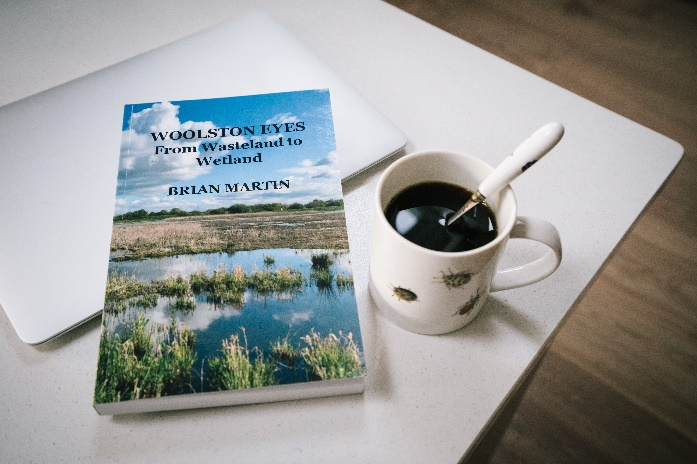 WOOLSTON EYES
From Wasteland to
Wetland
BRIAN MARTIN